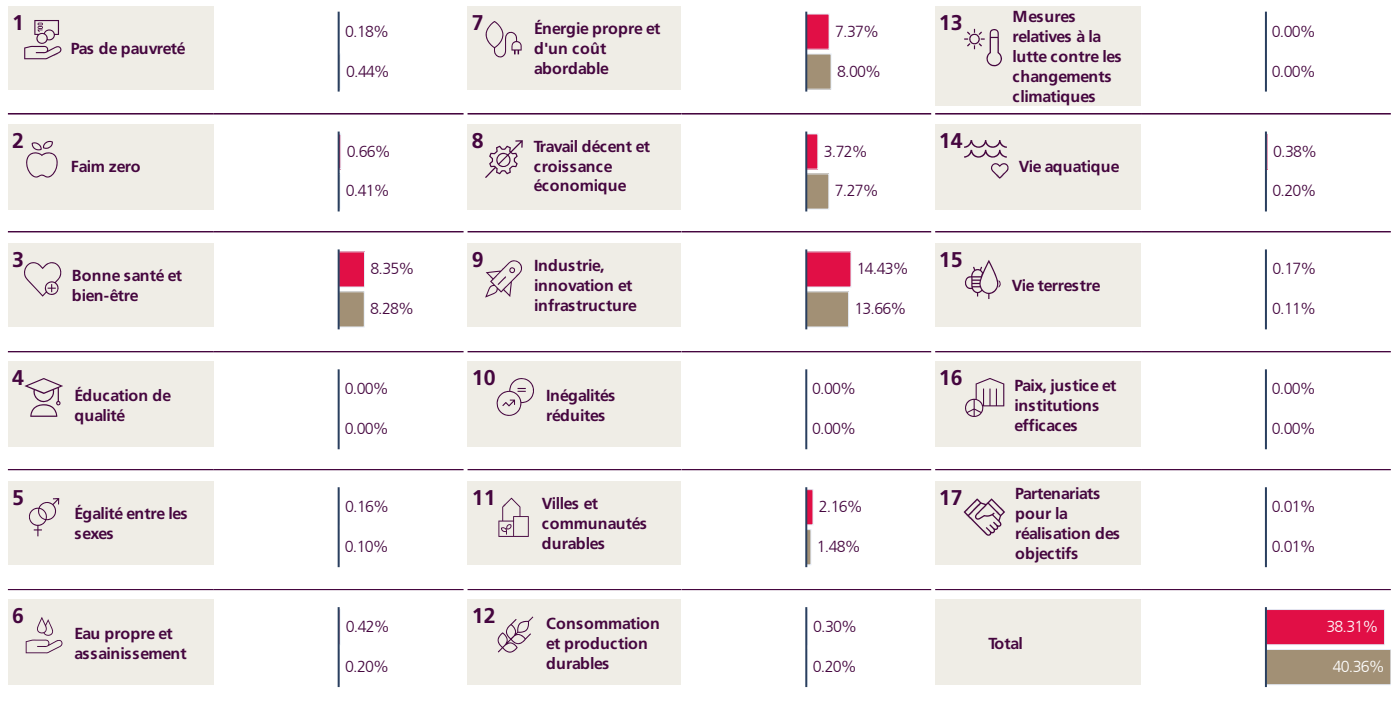 1
Pas de pauvreté
0.18%
0.44%
2
Faim zero
0.66%
0.41%
3
Bonne santé et
bien-être
8.35%
8.28%
4
Éducation de
qualité
0.00%
0.00%
5
Égalité entre les
sexes
0.16%
0.10%
6
Eau propre et
assainissement
0.42%
0.20%
7
Énergie propre et
d'un coût
abordable
7.37%
8.00%
8
Travail décent et
croissance
économique
3.72%
7.27%
9
Industrie,
innovation et
infrastructure
14.43%
13.66%
10
Inégalités
réduites
0.00%
0.00%
11
Villes et
communautés
durables
2.16%
1.48%
12
Consommation
et production
durables
0.30%
0.20%
13
Mesures
relatives à la
lutte contre les
changements
climatiques
0.00%
0.00%
14
Vie aquatique
0.38%
0.20%
15
Vie terrestre
0.17%
0.11%
16
Paix, justice et
institutions
efficaces
0.00%
0.00%
17
Partenariats
pour la
réalisation des
objectifs
0.01%
0.01%
Total
38.31%
40.36%